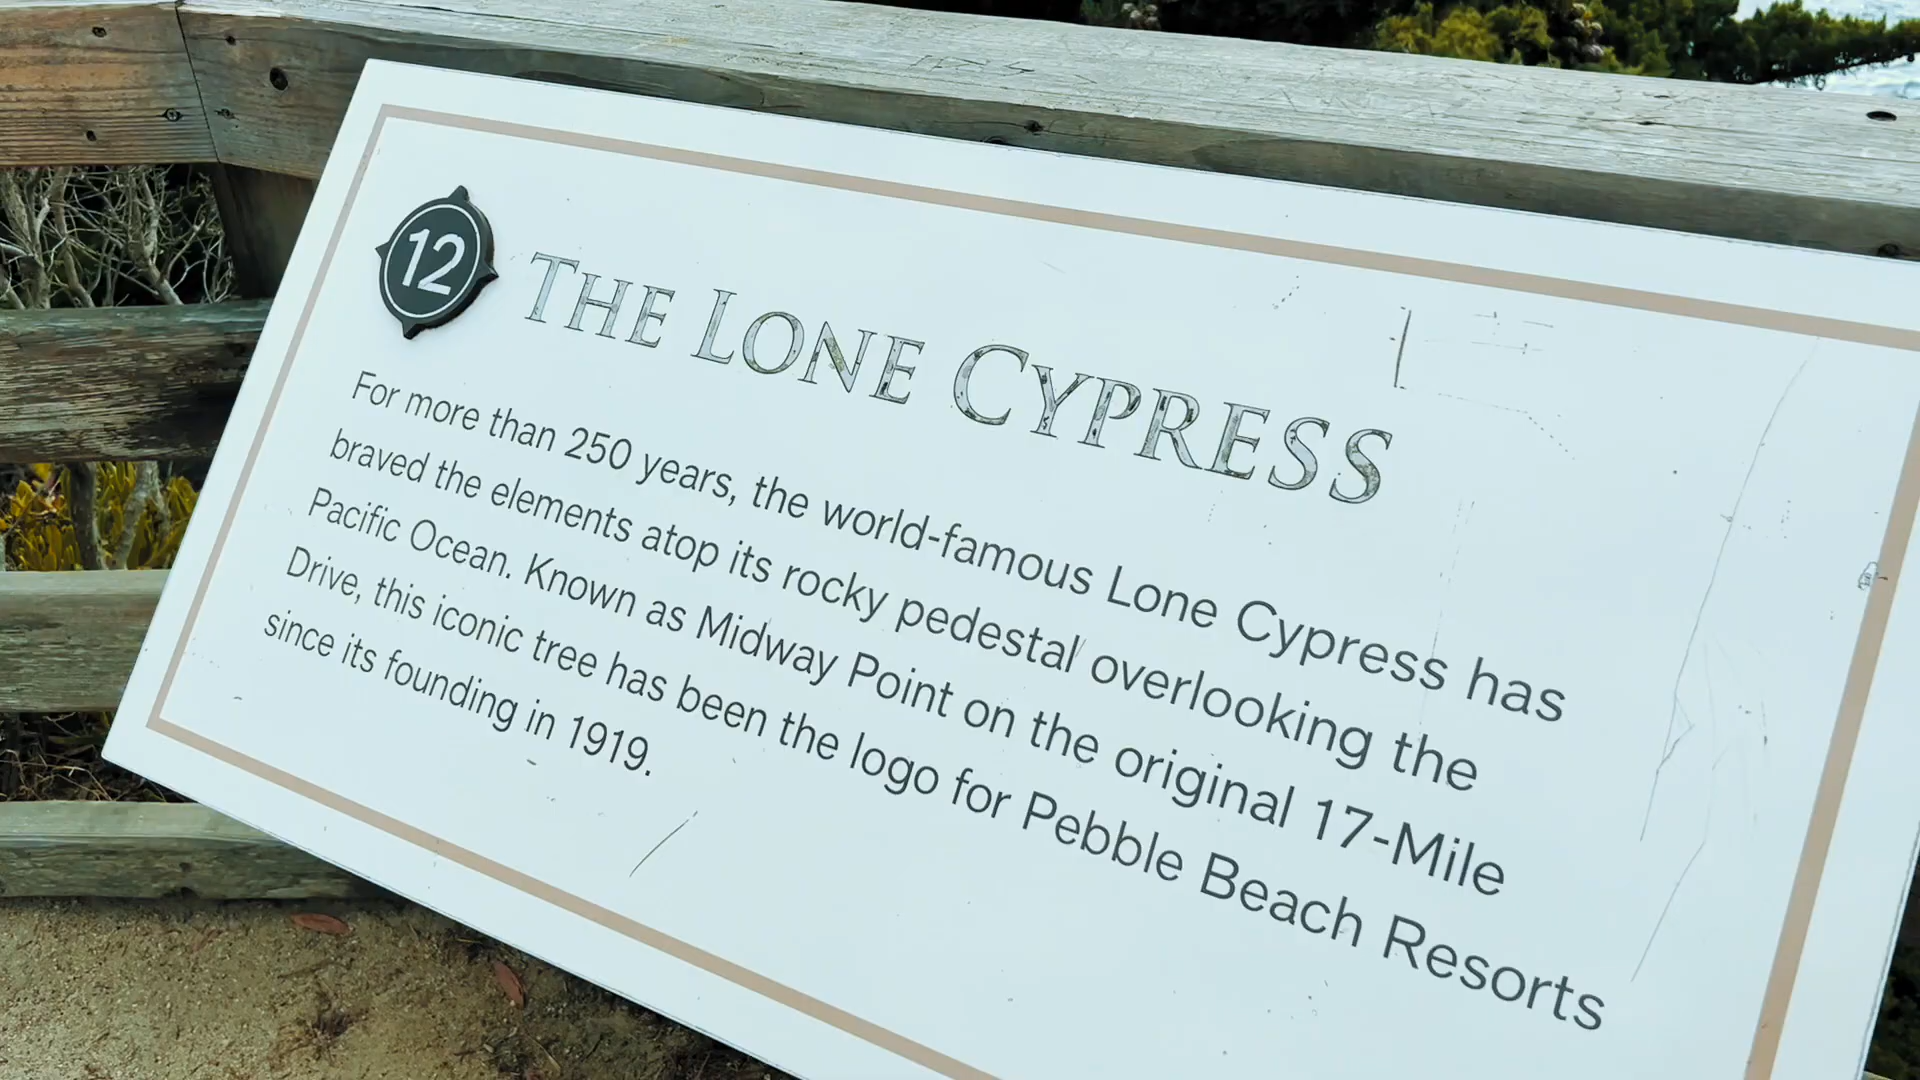 12
THE LONE CYPRESS
For more than 250 years, the world-famous Lone Cypress has
braved the elements atop its rocky pedestal overlooking the
Pacific Ocean. Known as Midway Point on the original 17-Mile
Drive, this iconic tree has been the logo for Pebble Beach Resorts
since its founding in 1919.